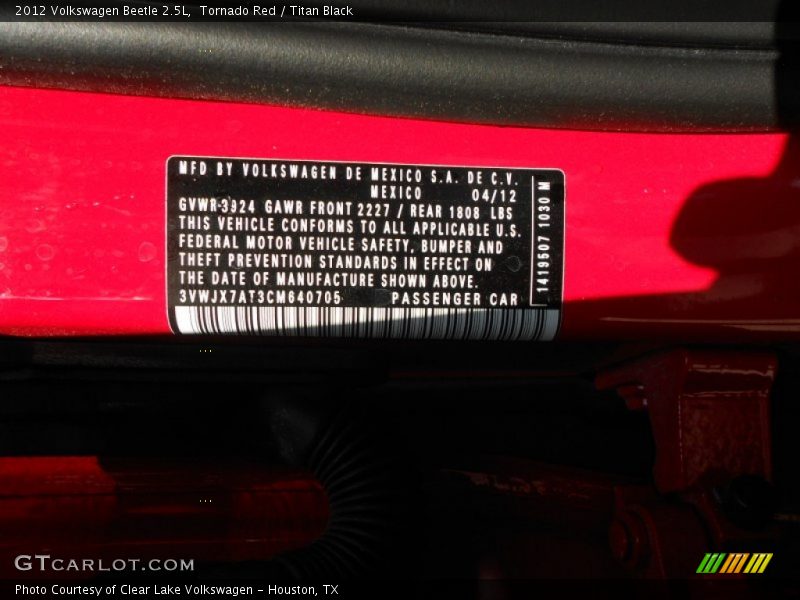 2012 Volkswagen Beetle 2.5L,  Tornado Red / Titan Black
MFD BY VOLKSWAGEN DE MEXICO S.A. DE C.V.
MEXICO 04/12
GVWR 3924 GAWR FRONT 2227 / REAR 1808 LBS
THIS VEHICLE CONFORMS TO ALL APPLICABLE U.S.
FEDERAL MOTOR VEHICLE SAFETY, BUMPER AND
THEFT PREVENTION STANDARDS IN EFFECT ON
THE DATE OF MANUFACTURE SHOWN ABOVE.
3VWJX7AT3CM640705 PASSENGER CAR
1419507 1030 M
GTCARLOT.COM
Photo Courtesy of Clear Lake Volkswagen - Houston, TX